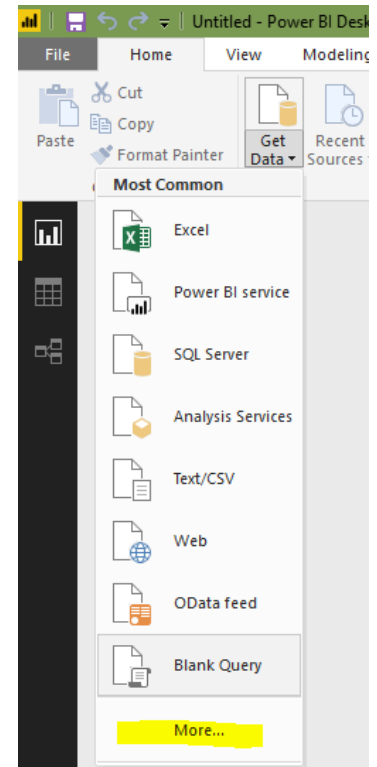 Untitled - Power BI Desk
File Home View Modeling
Cut
Copy
Format Painter
Paste
Get
Data
Recent
Sources
Most Common
Excel
Power BI service
SQL Server
Analysis Services
Text/CSV
Web
OData feed
Blank Query
More...